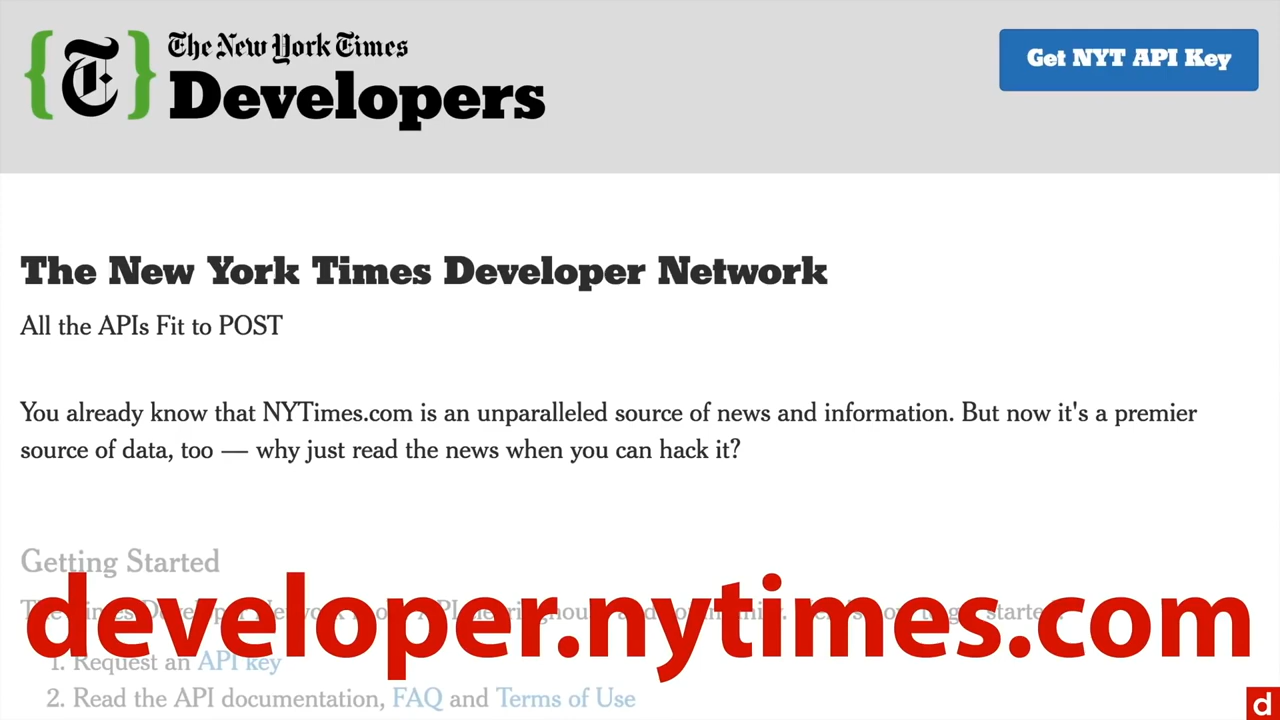 The New York Times
Developers
Get NYT API Key
The New York Times Developer Network
All the APIs Fit to POST
You already know that NYTimes.com is an unparalleled source of news and information. But now it's a premier
source of data, too — why just read the news when you can hack it?
Getting Started
developer.nytimes.com
1. Request an API key
2. Read the API documentation, FAQ and Terms of Use
d